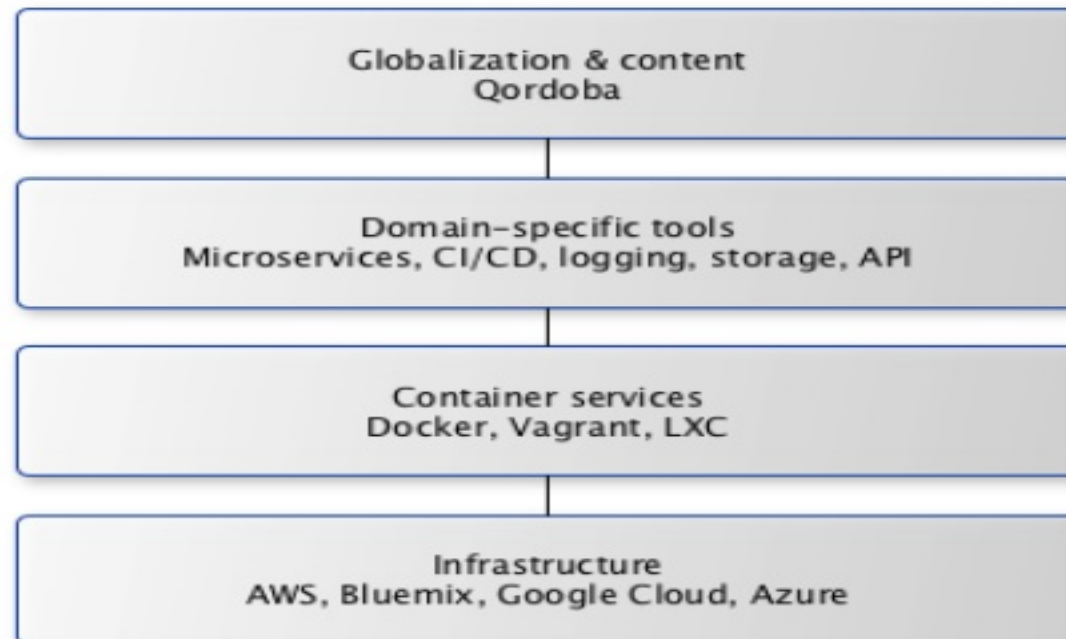 Globalization & content
Qordoba
Domain-specific tools
Microservices, CI/CD, logging, storage, API
Container services
Docker, Vagrant, LXC
Infrastructure
AWS, Bluemix, Google Cloud, Azure